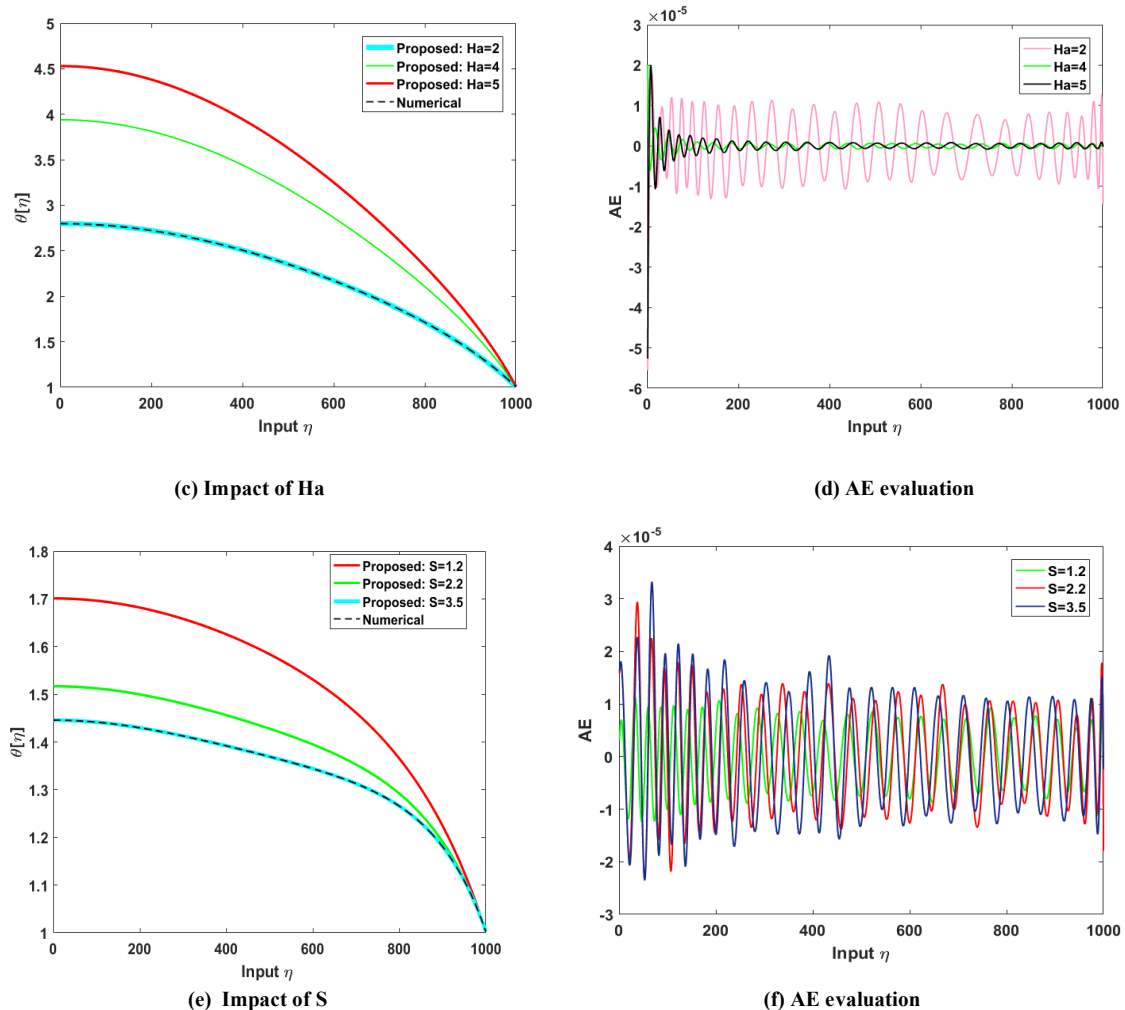 5
4.5
4
3.5
3
2.5
2
1.5
1
0 200 400 600 800 1000
θ[η]
Input η
Proposed: Ha=2
Proposed: Ha=4
Proposed: Ha=5
Numerical
(c) Impact of Ha
×10⁻⁵
3
2
1
0
-1
-2
-3
-4
-5
-6
0 200 400 600 800 1000
AE
Input η
Ha=2
Ha=4
Ha=5
(d) AE evaluation
1.8
1.7
1.6
1.5
1.4
1.3
1.2
1.1
1
0 200 400 600 800 1000
θ[η]
Input η
Proposed: S=1.2
Proposed: S=2.2
Proposed: S=3.5
Numerical
(e) Impact of S
×10⁻⁵
4
3
2
1
0
-1
-2
-3
0 200 400 600 800 1000
AE
Input η
S=1.2
S=2.2
S=3.5
(f) AE evaluation